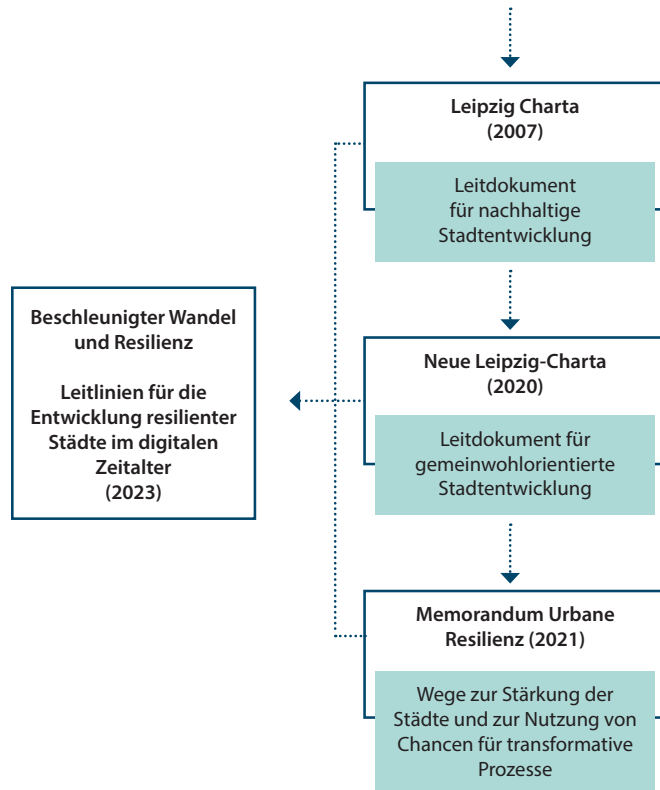 Leipzig Charta
(2007)
Leitdokument
für nachhaltige
Stadtentwicklung
Beschleunigter Wandel
und Resilienz
Leitlinien für die
Entwicklung resilienter
Städte im digitalen
Zeitalter
(2023)
Neue Leipzig-Charta
(2020)
Leitdokument für
gemeinwohlorientierte
Stadtentwicklung
Memorandum Urbane
Resilienz (2021)
Wege zur Stärkung der
Städte und zur Nutzung von
Chancen für transformative
Prozesse